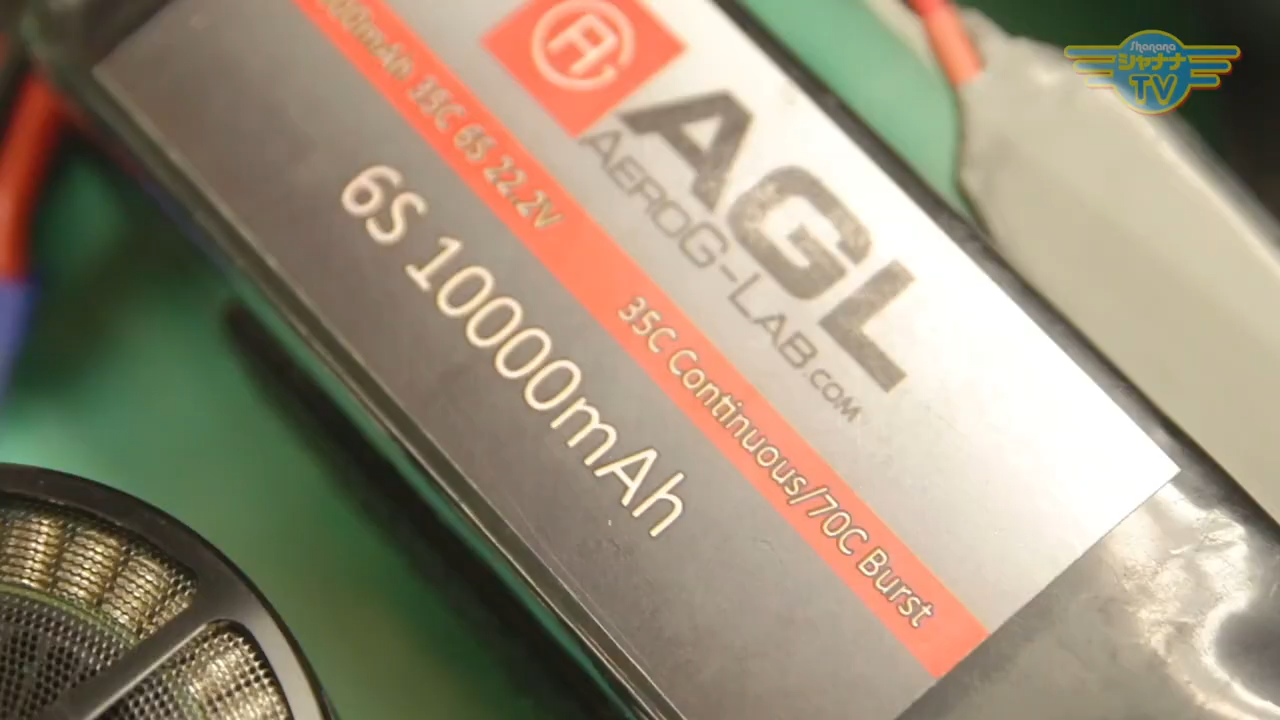 Shanana
シャナナ
TV
AGL
AEROG-LAB.COM
mAh 35C 6S 22.2V 35C Continuous/70C Burst
6S 10000mAh